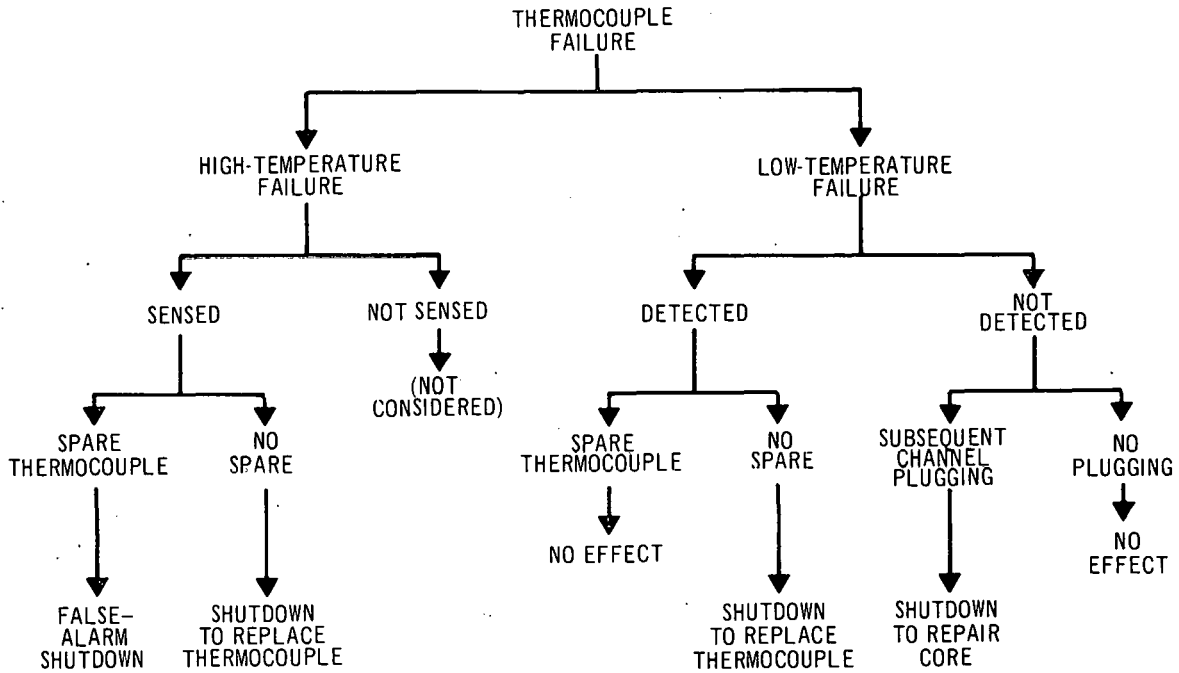 THERMOCOUPLE
FAILURE
HIGH-TEMPERATURE
FAILURE
LOW-TEMPERATURE
FAILURE
SENSED
NOT SENSED
DETECTED
NOT
DETECTED
(NOT
CONSIDERED)
SPARE
THERMOCOUPLE
NO
SPARE
SPARE
THERMOCOUPLE
NO
SPARE
SUBSEQUENT
CHANNEL
PLUGGING
NO
PLUGGING
NO EFFECT
NO
EFFECT
FALSE-
ALARM
SHUTDOWN
SHUTDOWN
TO REPLACE
THERMOCOUPLE
SHUTDOWN
TO REPLACE
THERMOCOUPLE
SHUTDOWN
TO REPAIR
CORE